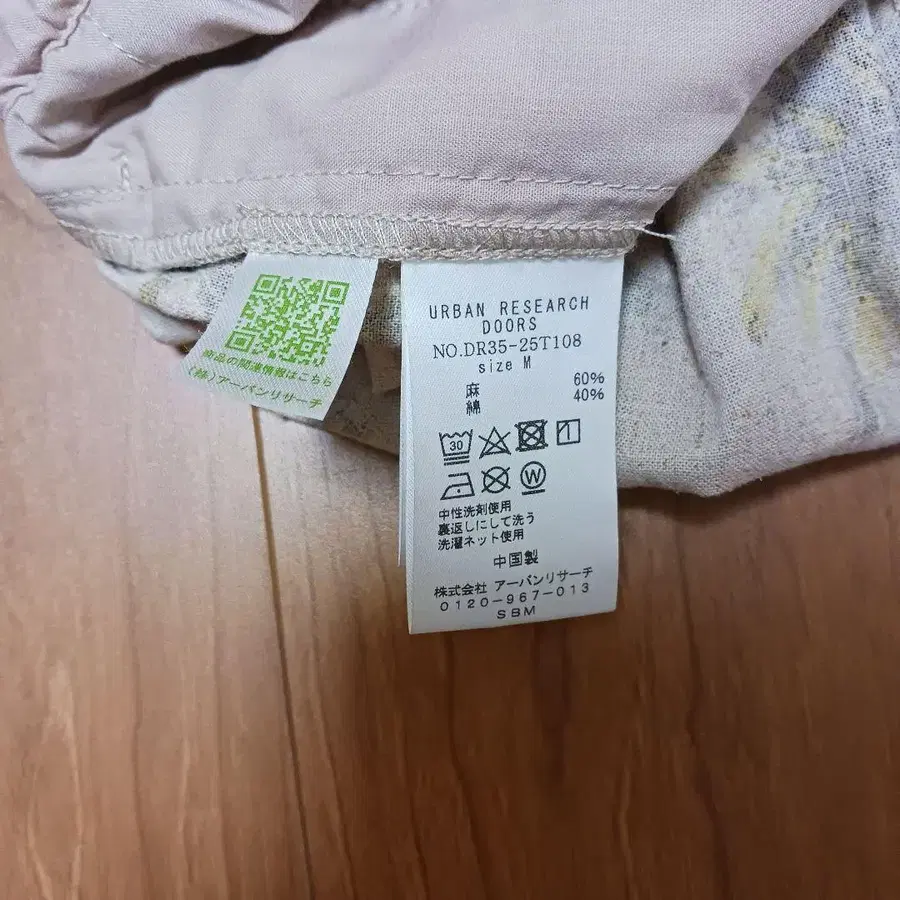 商品の関連情報はこちら
(株)アーバンリサーチ
URBAN RESEARCH
DOORS
NO.DR35-25T108
size M
麻 60%
綿 40%
30
W
中性洗剤使用
裏返しにして洗う
洗濯ネット使用
中国製
株式会社 アーバンリサーチ
0120-967-013
SBM